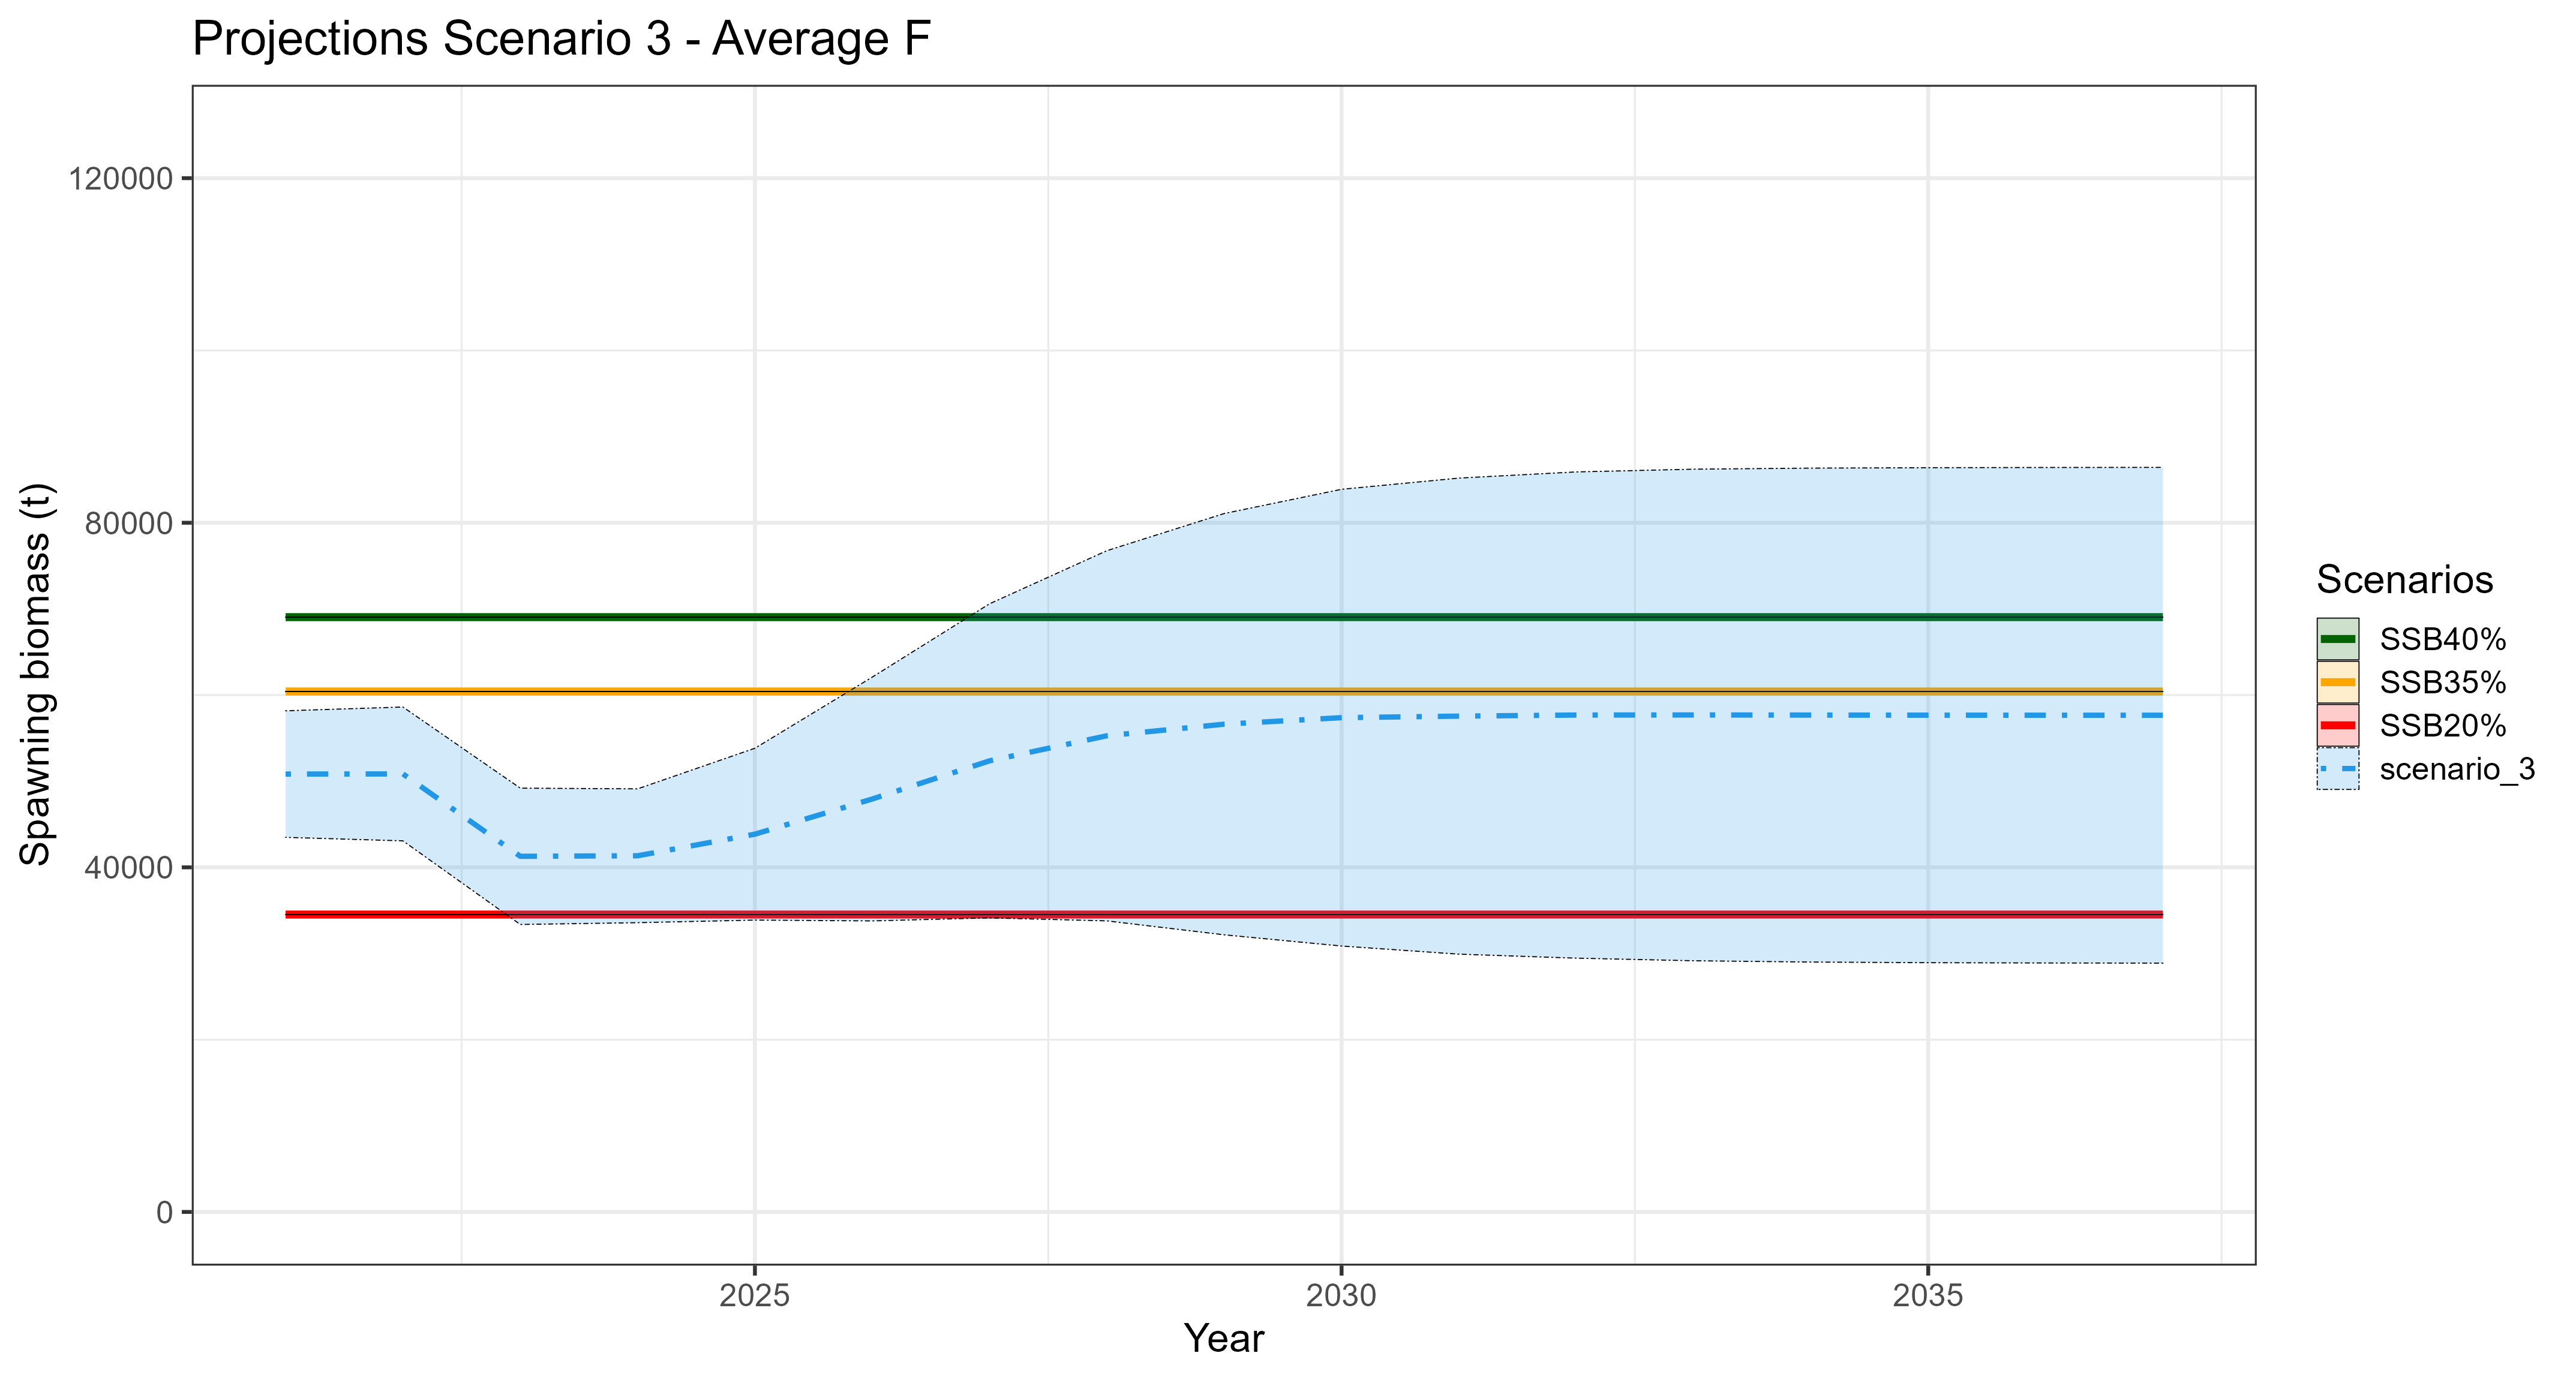 Projections Scenario 3 - Average F
Spawning biomass (t)
120000
80000
40000
0
2025
2030
2035
Year
Scenarios
SSB40%
SSB35%
SSB20%
scenario_3